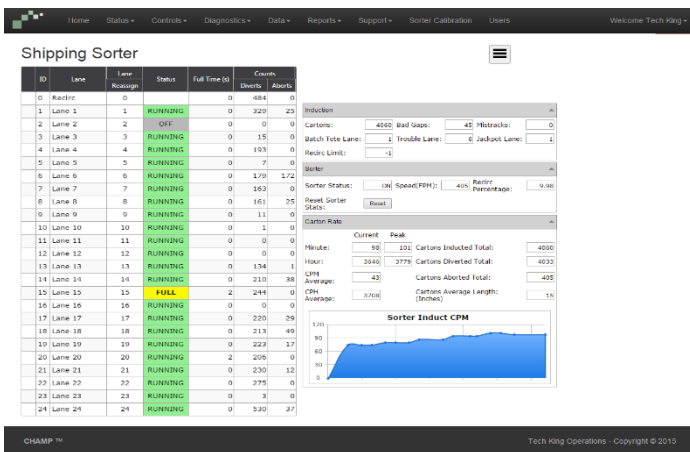 Home Status Controls Diagnostics Data Reports Support Sorter Calibration Users Welcome Tech King
Shipping Sorter
ID Lane Lane Reassign Status Full Time (s) Counts Diverts Aborts
0 Recirc 0 0 484 0
1 Lane 1 1 RUNNING 0 329 25
2 Lane 2 2 OFF 0 0 0
3 Lane 3 3 RUNNING 0 15 0
4 Lane 4 4 RUNNING 0 193 0
5 Lane 5 5 RUNNING 0 7 0
6 Lane 6 6 RUNNING 0 179 172
7 Lane 7 7 RUNNING 0 163 0
8 Lane 8 8 RUNNING 0 161 25
9 Lane 9 9 RUNNING 0 11 0
10 Lane 10 10 RUNNING 0 1 0
11 Lane 11 11 RUNNING 0 0 0
12 Lane 12 12 RUNNING 0 0 0
13 Lane 13 13 RUNNING 0 134 1
14 Lane 14 14 RUNNING 0 210 38
15 Lane 15 15 FULL 2 244 0
16 Lane 16 16 RUNNING 0 0 0
17 Lane 17 17 RUNNING 0 220 29
18 Lane 18 18 RUNNING 0 213 49
19 Lane 19 19 RUNNING 0 223 17
20 Lane 20 20 RUNNING 2 206 0
21 Lane 21 21 RUNNING 0 230 12
22 Lane 22 22 RUNNING 0 275 0
23 Lane 23 23 RUNNING 0 3 0
24 Lane 24 24 RUNNING 0 530 37
Induction
Cartons: 4060 Bad Gaps: 45 Mistracks: 0
Batch Tote Lane: 1 Trouble Lane: 6 Jackpot Lane: 1
Recirc Limit: -1
Sorter
Sorter Status: ON Speed(FPM): 405 Recirc Percentage: 9.98
Reset Sorter Stats: Reset
Carton Rate
Current Peak
Minute: 98 101 Cartons Inducted Total: 4060
Hour: 3646 3779 Cartons Diverted Total: 4033
CPM Average: 43 Cartons Aborted Total: 405
CPH Average: 3708 Cartons Average Length: (Inches) 15
Sorter Induct CPM
120
90
60
30
0
CHAMP ™ Tech King Operations - Copyright © 2015